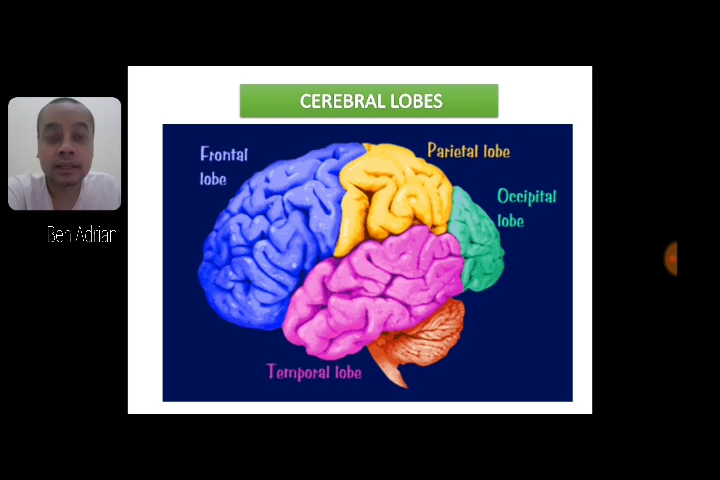 CEREBRAL LOBES
Frontal
lobe
Parietal lobe
Occipital
lobe
Temporal lobe
Ben Adrian